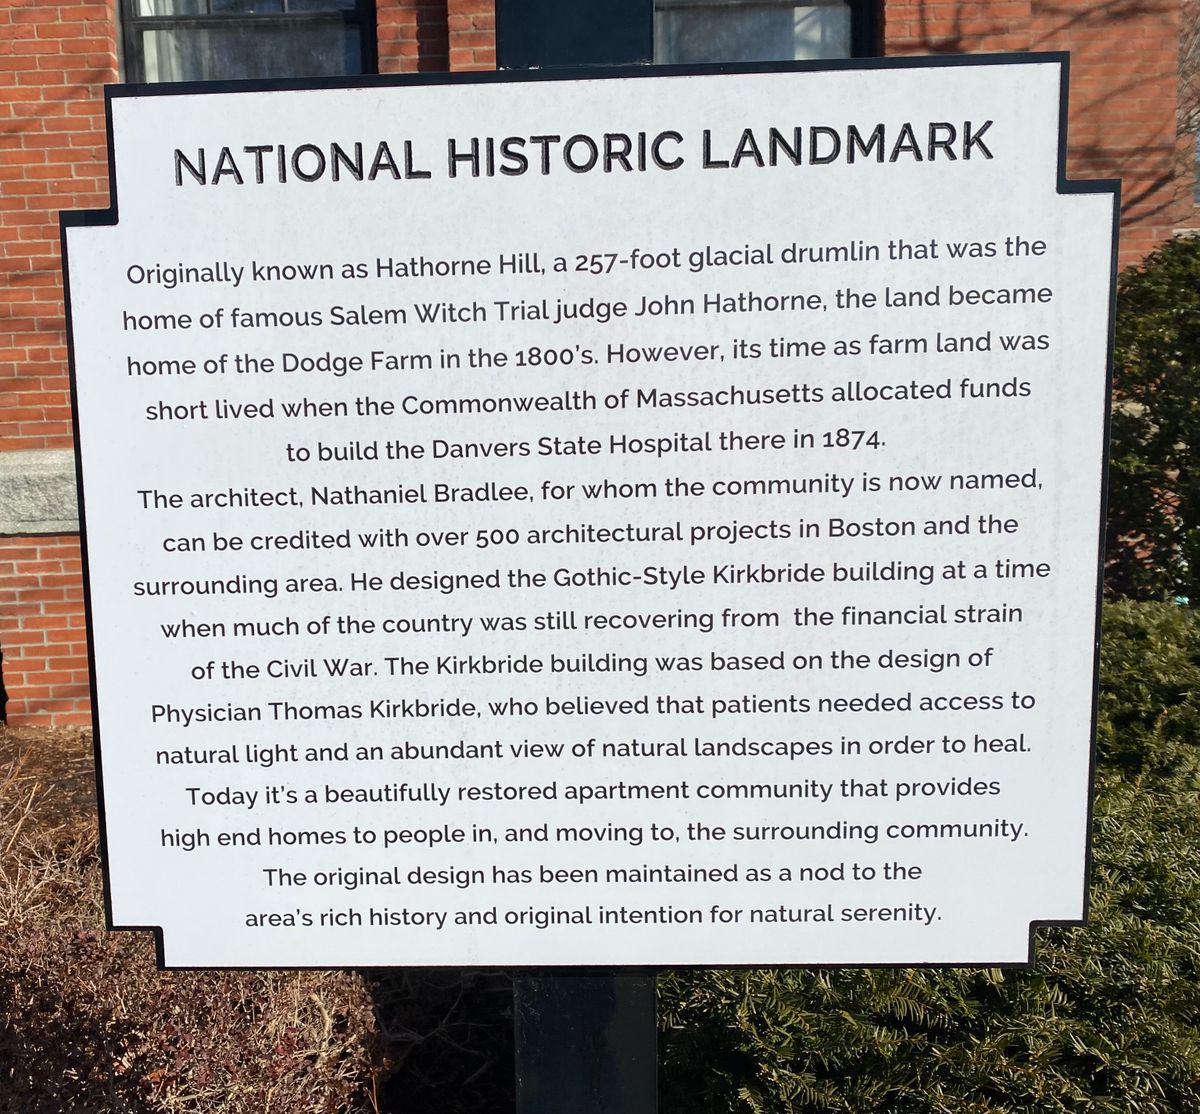 NATIONAL HISTORIC LANDMARK
Originally known as Hathorne Hill, a 257-foot glacial drumlin that was the
home of famous Salem Witch Trial judge John Hathorne, the land became
home of the Dodge Farm in the 1800's. However, its time as farm land was
short lived when the Commonwealth of Massachusetts allocated funds
to build the Danvers State Hospital there in 1874.
The architect, Nathaniel Bradlee, for whom the community is now named,
can be credited with over 500 architectural projects in Boston and the
surrounding area. He designed the Gothic-Style Kirkbride building at a time
when much of the country was still recovering from  the financial strain
of the Civil War. The Kirkbride building was based on the design of
Physician Thomas Kirkbride, who believed that patients needed access to
natural light and an abundant view of natural landscapes in order to heal.
Today it's a beautifully restored apartment community that provides
high end homes to people in, and moving to, the surrounding community.
The original design has been maintained as a nod to the
area's rich history and original intention for natural serenity.